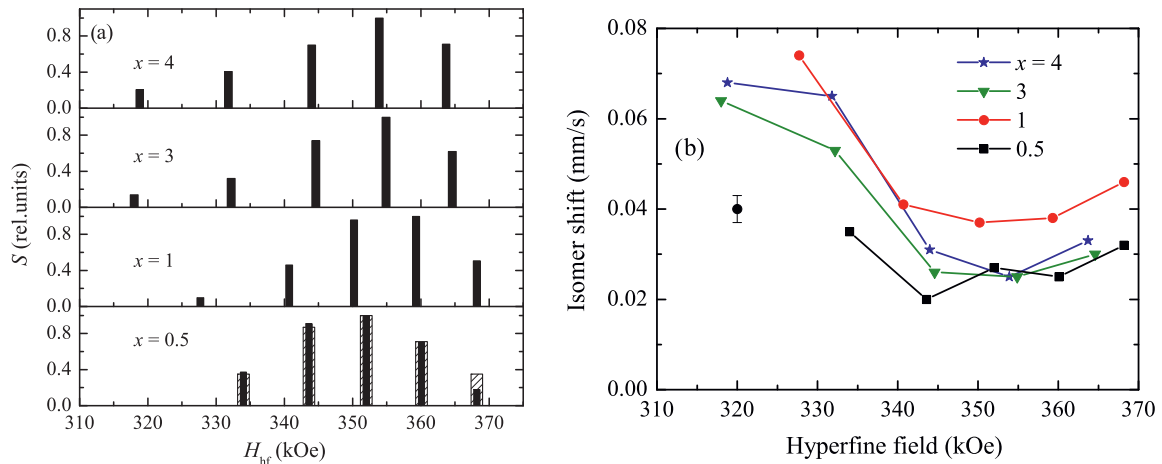 (a)
x = 4
0.8
0.4
0.0
x = 3
0.8
0.4
0.0
x = 1
0.8
0.4
0.0
x = 0.5
0.8
0.4
0.0
310 320 330 340 350 360 370
H_hf (kOe)
S (rel.units)
0.08
0.06
0.04
0.02
0.00
310 320 330 340 350 360 370
Hyperfine field (kOe)
Isomer shift (mm/s)
(b)
x = 4
3
1
0.5